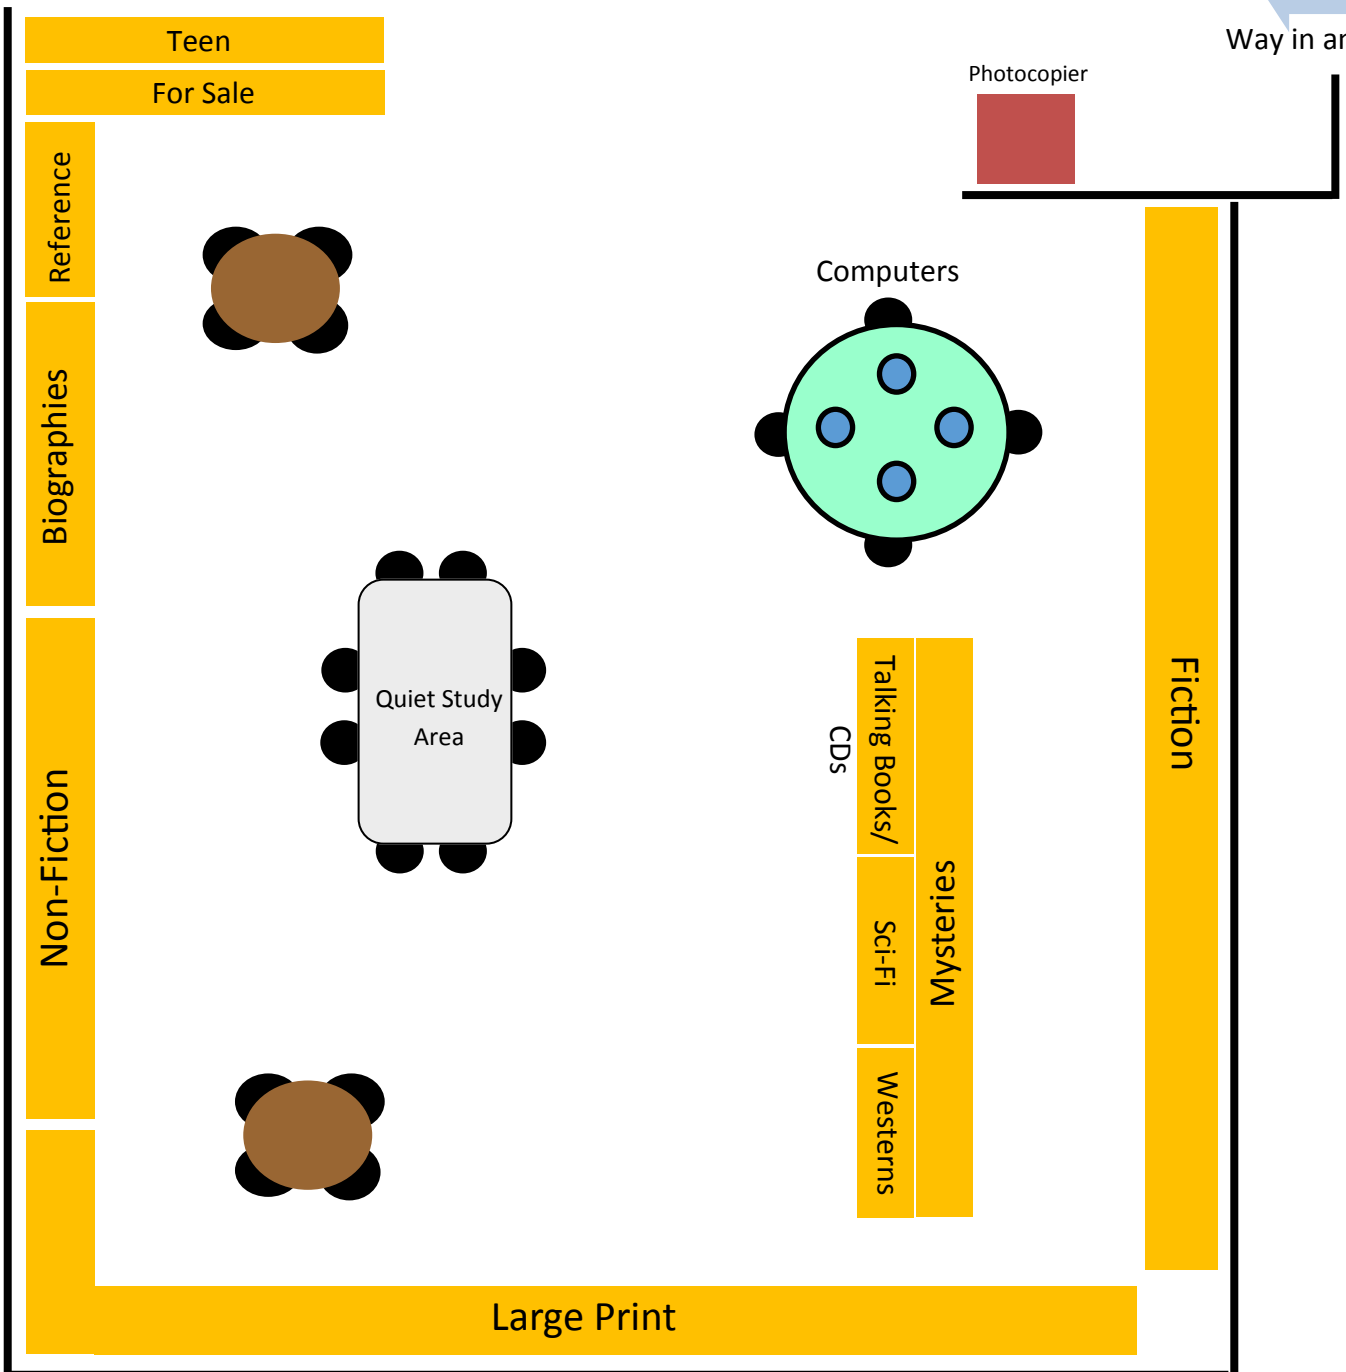 Teen
For Sale
Way in
Photocopier
Reference
Computers
Biographies
Quiet Study
Area
Talking Books/
CDs
Fiction
Non-Fiction
Mysteries
Sci-Fi
Westerns
Large Print